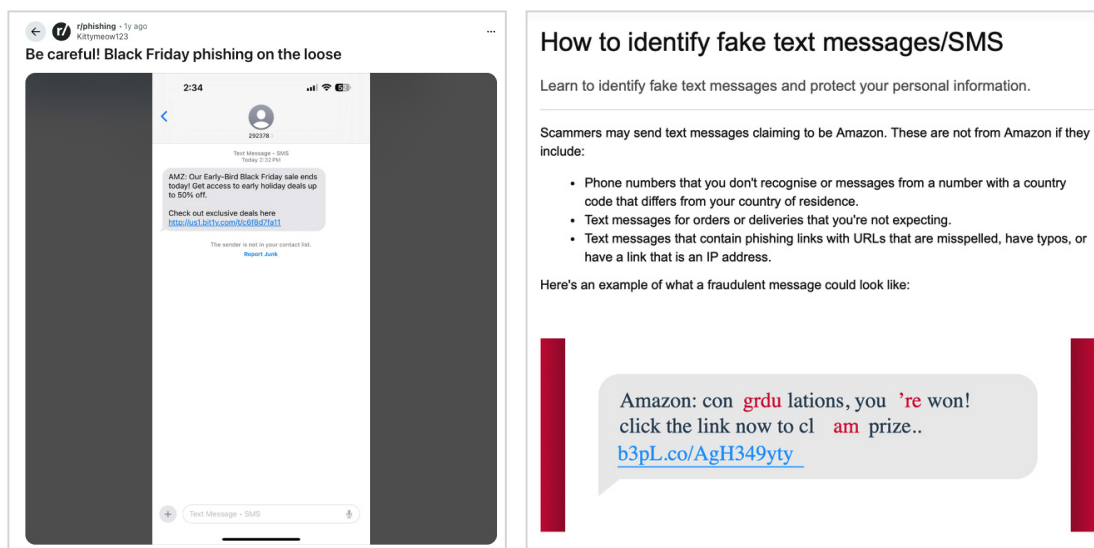 r/phishing • 1y ago
Kittymeow123
Be careful! Black Friday phishing on the loose
2:34
292378
Text Message • SMS
Today 2:32 PM
AMZ: Our Early-Bird Black Friday sale ends
today! Get access to early holiday deals up
to 50% off.
Check out exclusive deals here
http://us1.bit1y.com/t/c6f8d7fa11
The sender is not in your contact list.
Report Junk
Text Message • SMS
How to identify fake text messages/SMS
Learn to identify fake text messages and protect your personal information.
Scammers may send text messages claiming to be Amazon. These are not from Amazon if they
include:
• Phone numbers that you don't recognise or messages from a number with a country
code that differs from your country of residence.
• Text messages for orders or deliveries that you're not expecting.
• Text messages that contain phishing links with URLs that are misspelled, have typos, or
have a link that is an IP address.
Here's an example of what a fraudulent message could look like:
Amazon: con grdu lations, you ’re won!
click the link now to cl am prize..
b3pL.co/AgH349yty